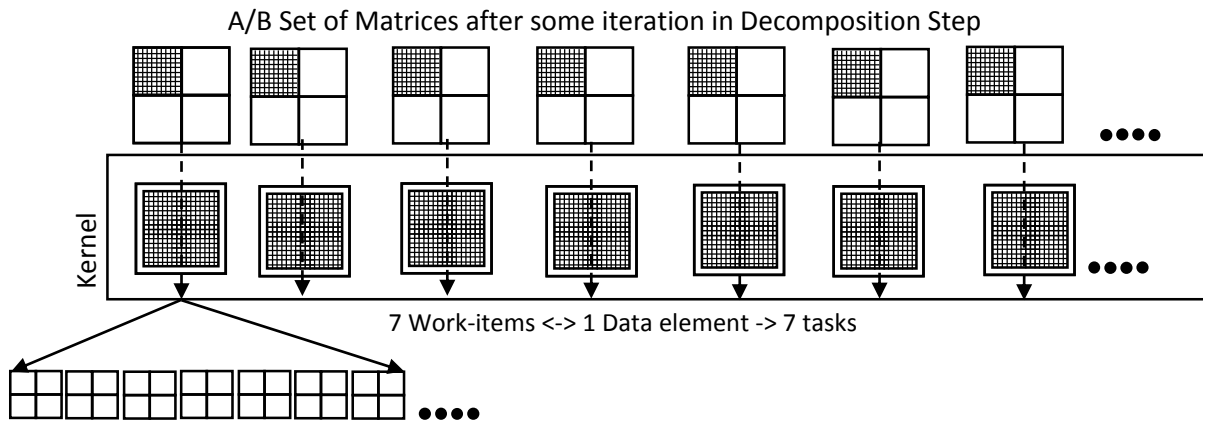 A/B Set of Matrices after some iteration in Decomposition Step
Kernel
7 Work-items <-> 1 Data element -> 7 tasks